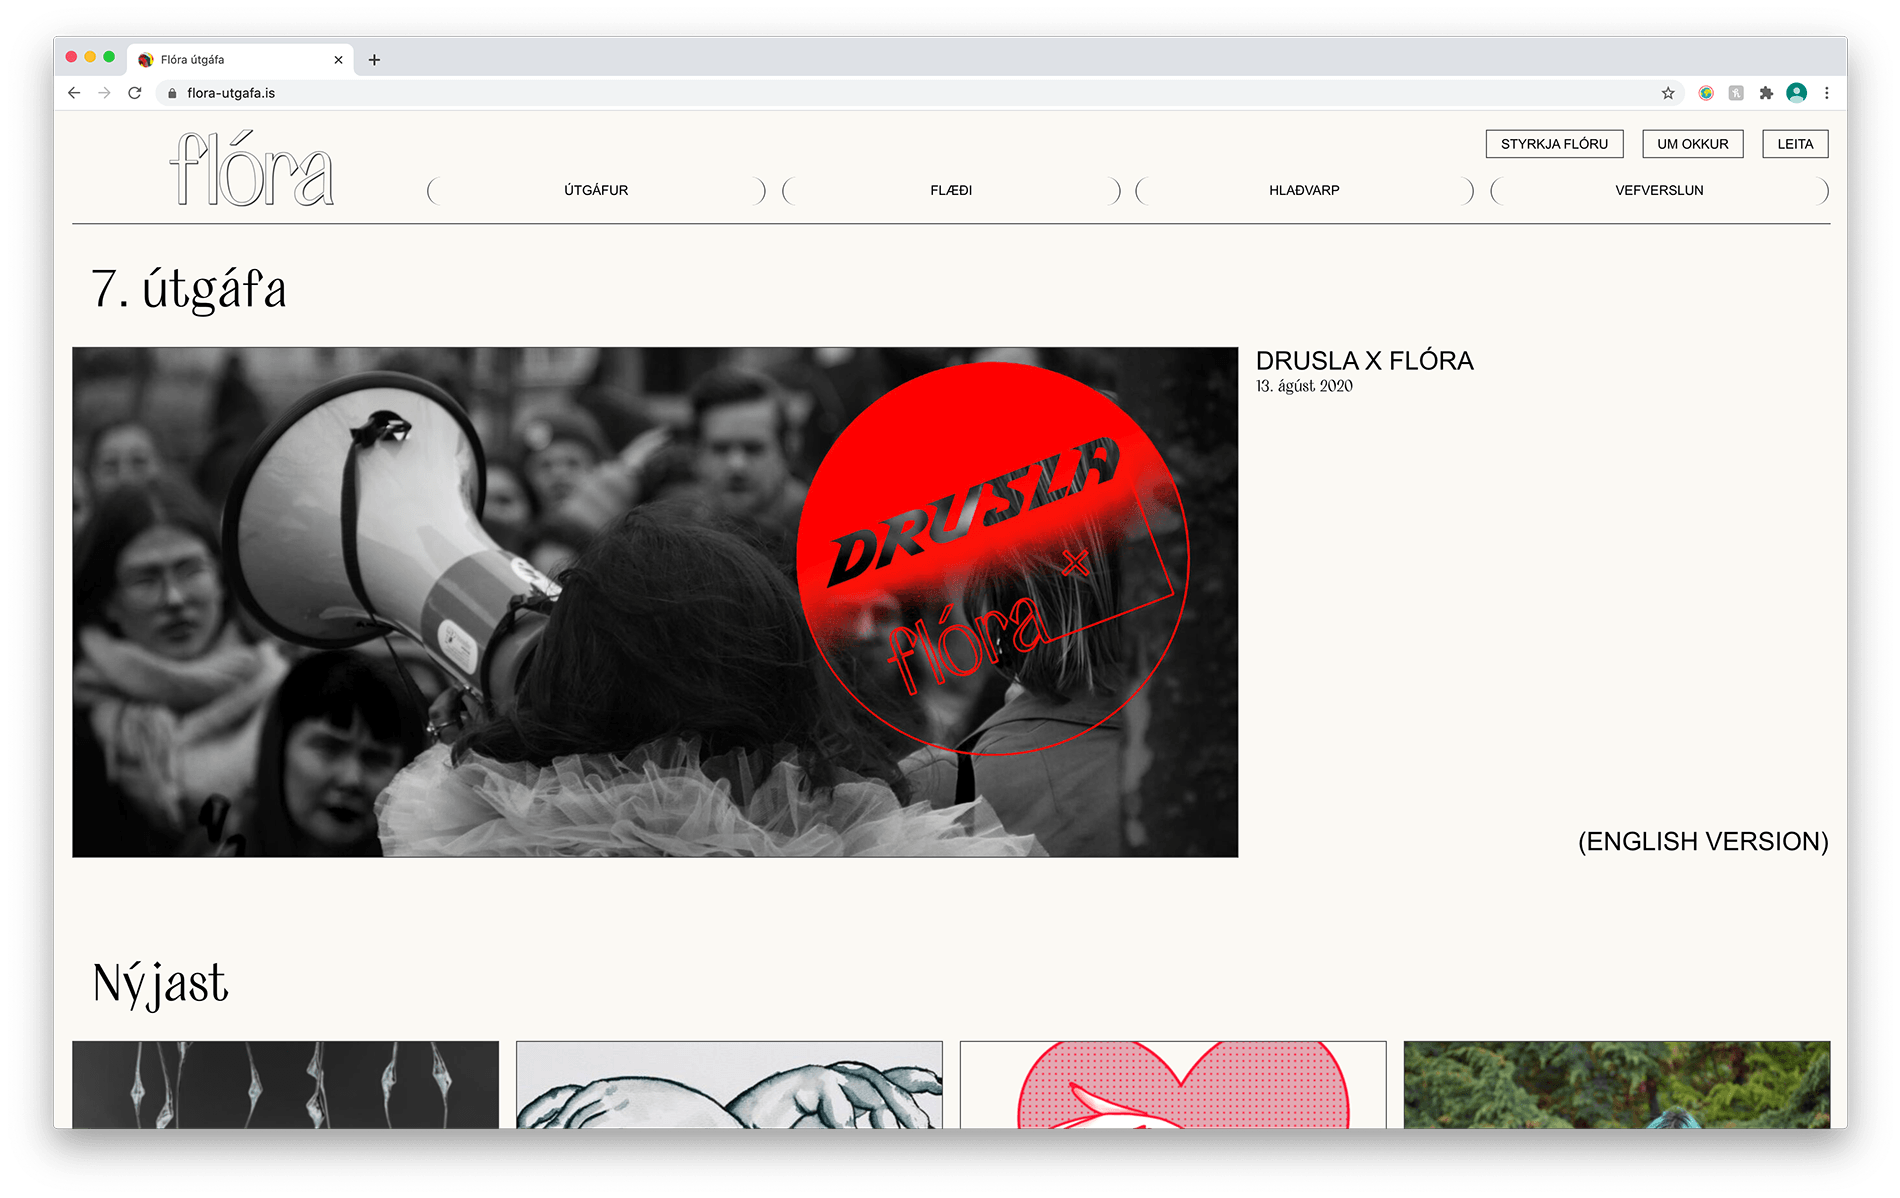 Flóra útgáfa
flora-utgafa.is
flóra
STYRKJA FLÓRU
UM OKKUR
LEITA
ÚTGÁFUR
FLÆÐI
HLAÐVARP
VEFVERSLUN
7. útgáfa
DRUSLA
x
flóra
DRUSLA X FLÓRA
13. ágúst 2020
(ENGLISH VERSION)
Nýjast